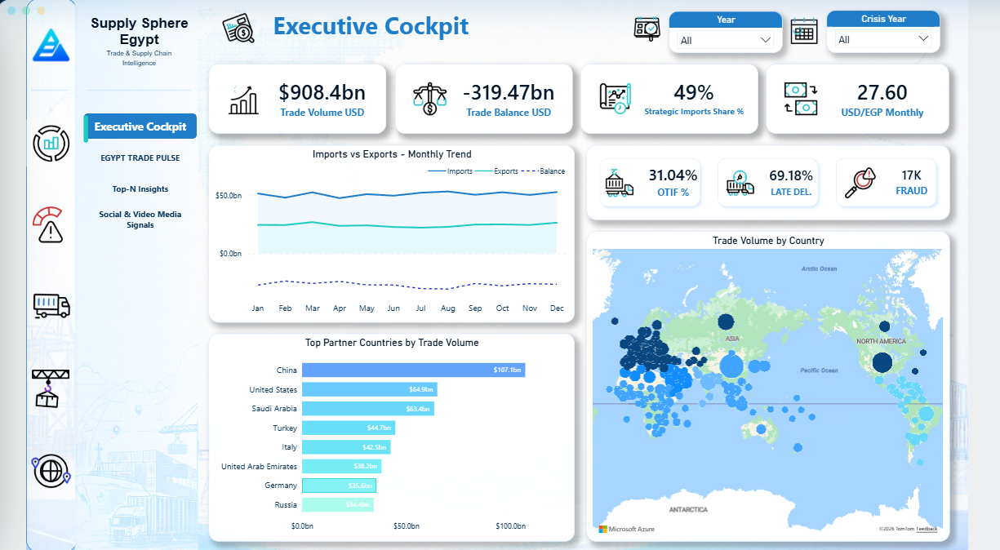 Supply Sphere
Egypt
Trade & Supply Chain
Intelligence
Executive Cockpit
EGYPT TRADE PULSE
Top-N Insights
Social & Video Media
Signals
Executive Cockpit
Year
All
Crisis Year
All
$908.4bn
Trade Volume USD
-319.47bn
Trade Balance USD
49%
Strategic Imports Share %
27.60
USD/EGP Monthly
Imports vs Exports - Monthly Trend
Imports Exports Balance
$50.0bn
$0.0bn
Jan Feb Mar Apr May Jun Jul Aug Sep Oct Nov Dec
31.04%
OTIF %
69.18%
LATE DEL.
17K
FRAUD
Top Partner Countries by Trade Volume
China $107.1bn
United States $64.9bn
Saudi Arabia $63.4bn
Turkey $44.7bn
Italy $42.5bn
United Arab Emirates $38.2bn
Germany $35.6bn
Russia $34.4bn
$0.0bn $50.0bn $100.0bn
Trade Volume by Country
Arctic Ocean
ASIA
NORTH AMERICA
Pacific Ocean
ANTARCTICA
Microsoft Azure
©2026 TomTom Feedback